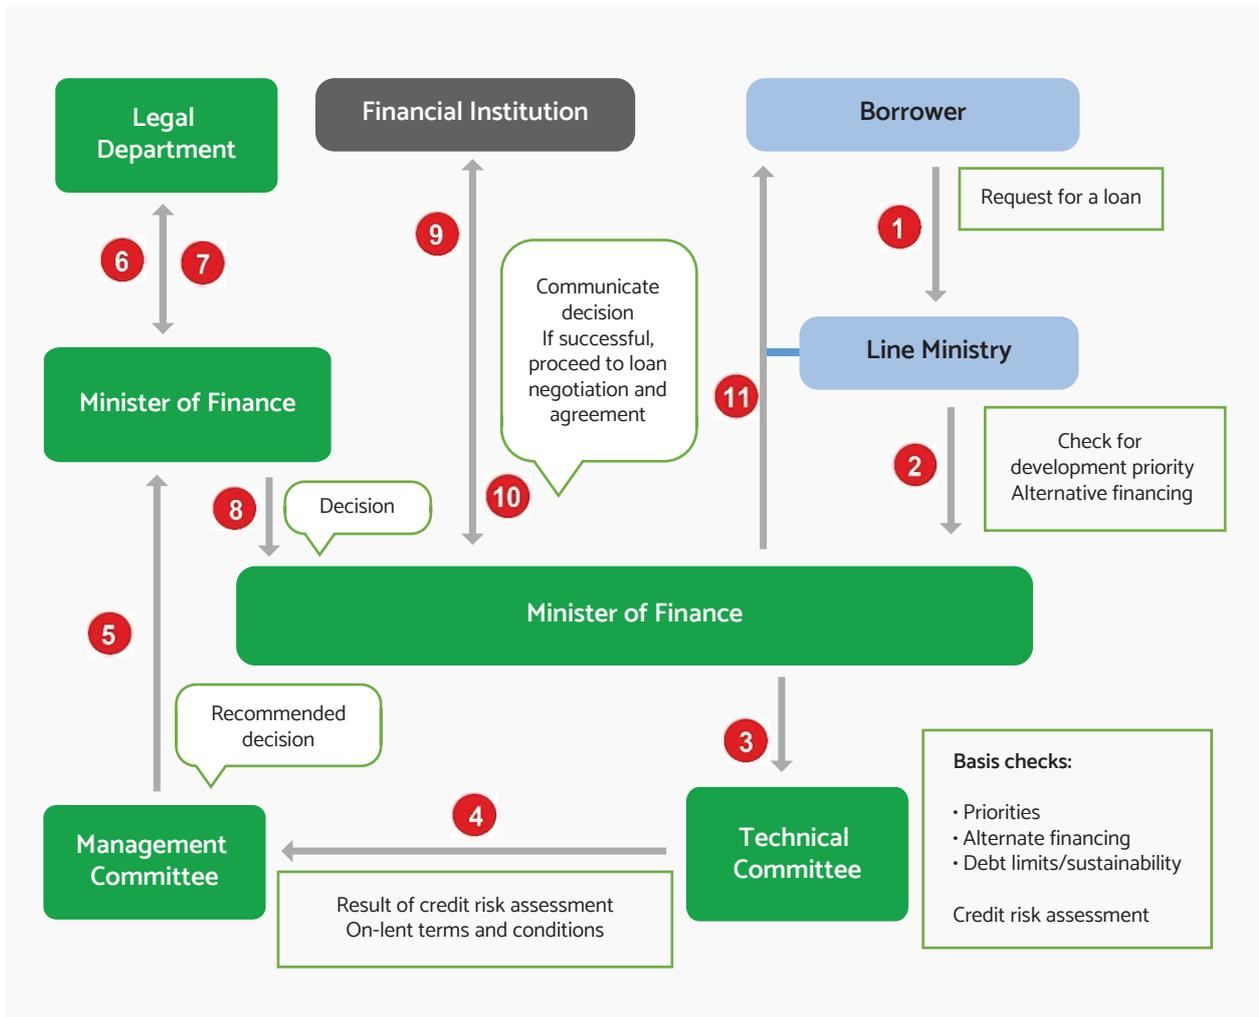 Legal
Department
Financial Institution
Borrower
Request for a loan
1
9
6
7
Communicate
decision
If successful,
proceed to loan
negotiation and
agreement
Line Ministry
Minister of Finance
11
Check for
development priority
Alternative financing
2
10
8
Decision
Minister of Finance
5
Recommended
decision
3
Basis checks:
• Priorities
• Alternate financing
• Debt limits/sustainability
Credit risk assessment
4
Management
Committee
Technical
Committee
Result of credit risk assessment
On-lent terms and conditions